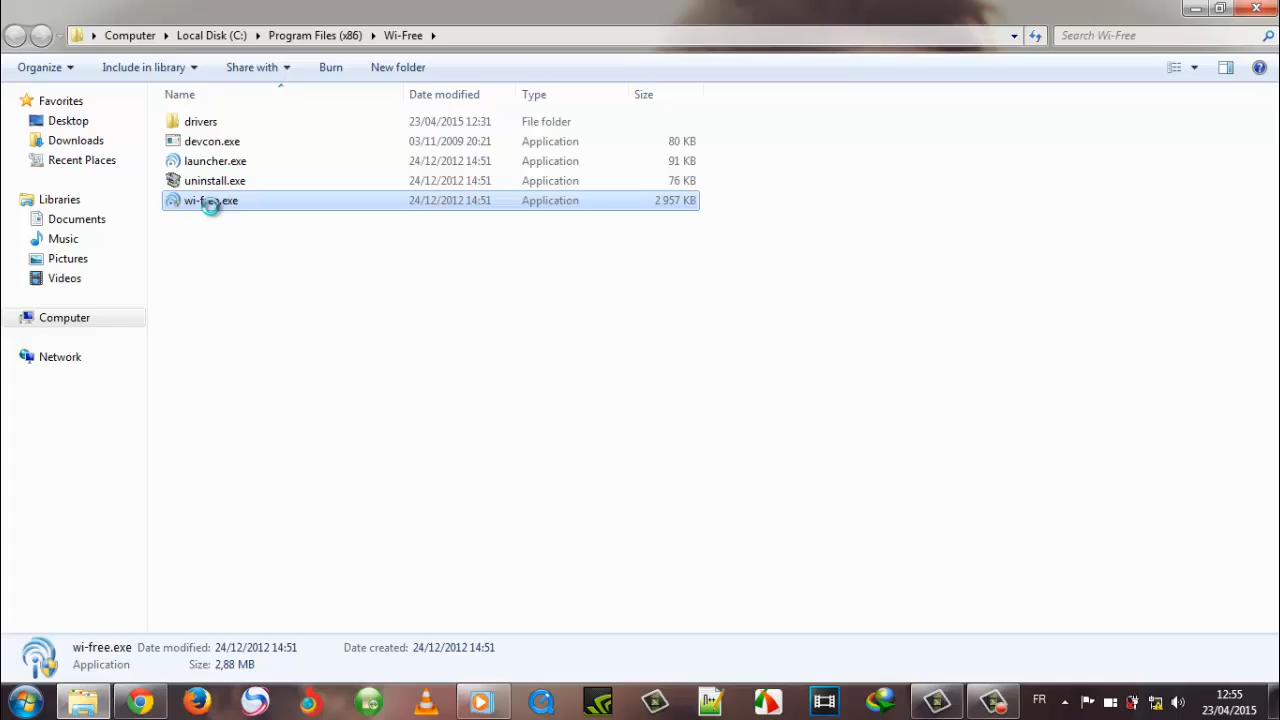 Computer Local Disk (C:) Program Files (x86) Wi-Free Search Wi-Free
Organize Include in library Share with Burn New folder
Name Date modified Type Size
Favorites
Desktop
Downloads
Recent Places
Libraries
Documents
Music
Pictures
Videos
Computer
Network
drivers 23/04/2015 12:31 File folder
devcon.exe 03/11/2009 20:21 Application 80 KB
launcher.exe 24/12/2012 14:51 Application 91 KB
uninstall.exe 24/12/2012 14:51 Application 76 KB
wi-free.exe 24/12/2012 14:51 Application 2 957 KB
wi-free.exe Date modified: 24/12/2012 14:51 Date created: 24/12/2012 14:51
Application Size: 2,88 MB
FR 12:55
23/04/2015